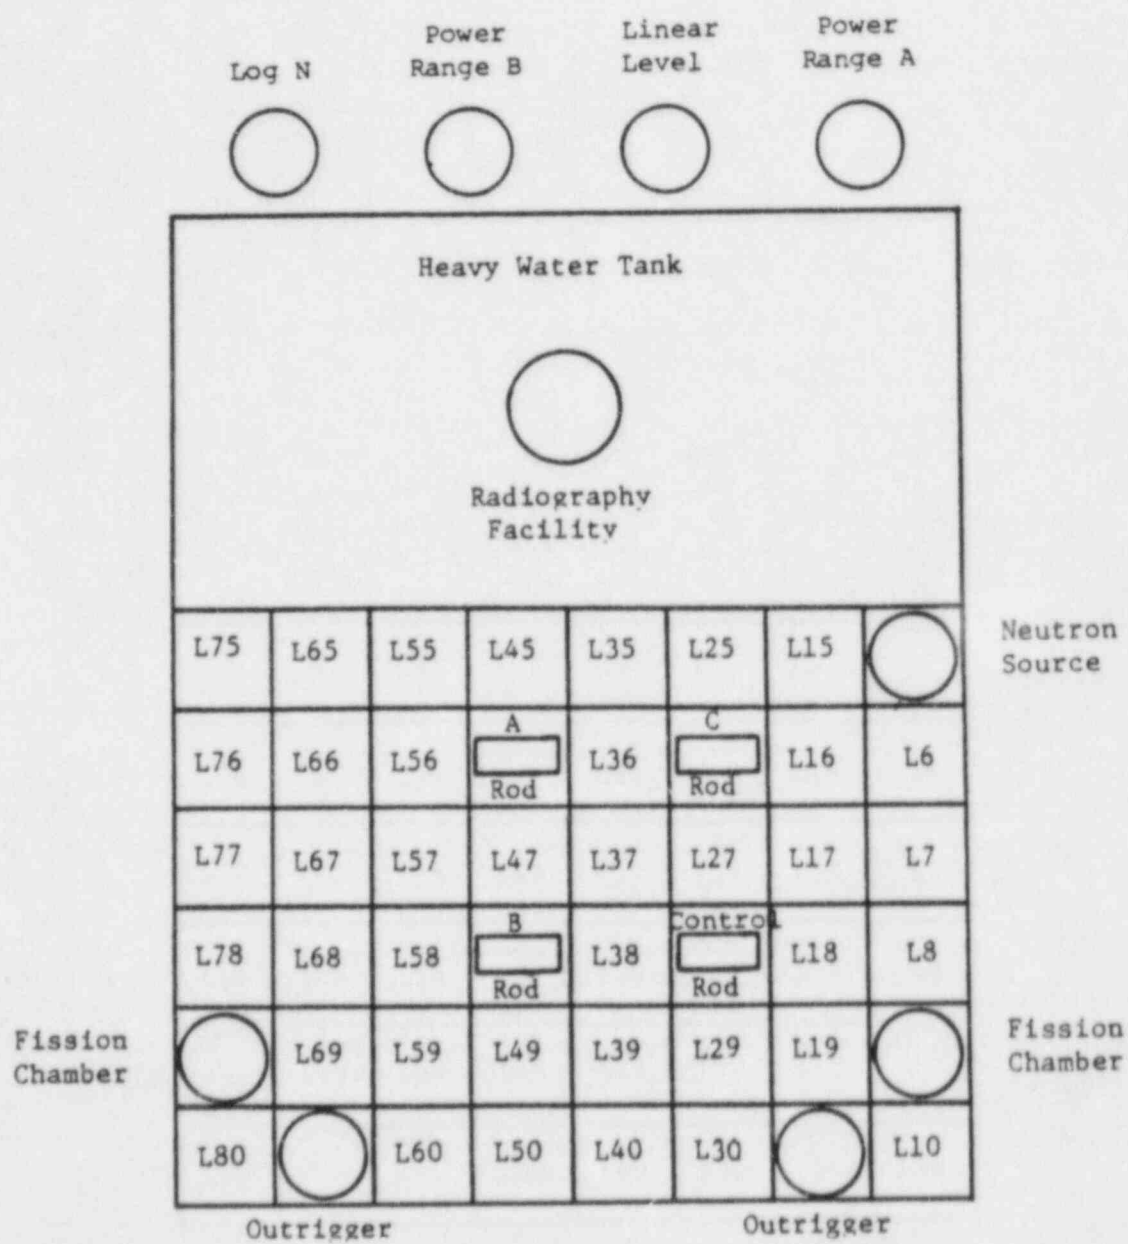 Log N
Power
Range B
Linear
Level
Power
Range A
Heavy Water Tank
Radiography
Facility
L75 L65 L55 L45 L35 L25 L15
Neutron
Source
L76 L66 L56 A L36 C L16 L6
Rod Rod
L77 L67 L57 L47 L37 L27 L17 L7
L78 L68 L58 B L38 Control L18 L8
Rod Rod
Fission
Chamber
L69 L59 L49 L39 L29 L19
Fission
Chamber
L80 L60 L50 L40 L30 L10
Outrigger Outrigger